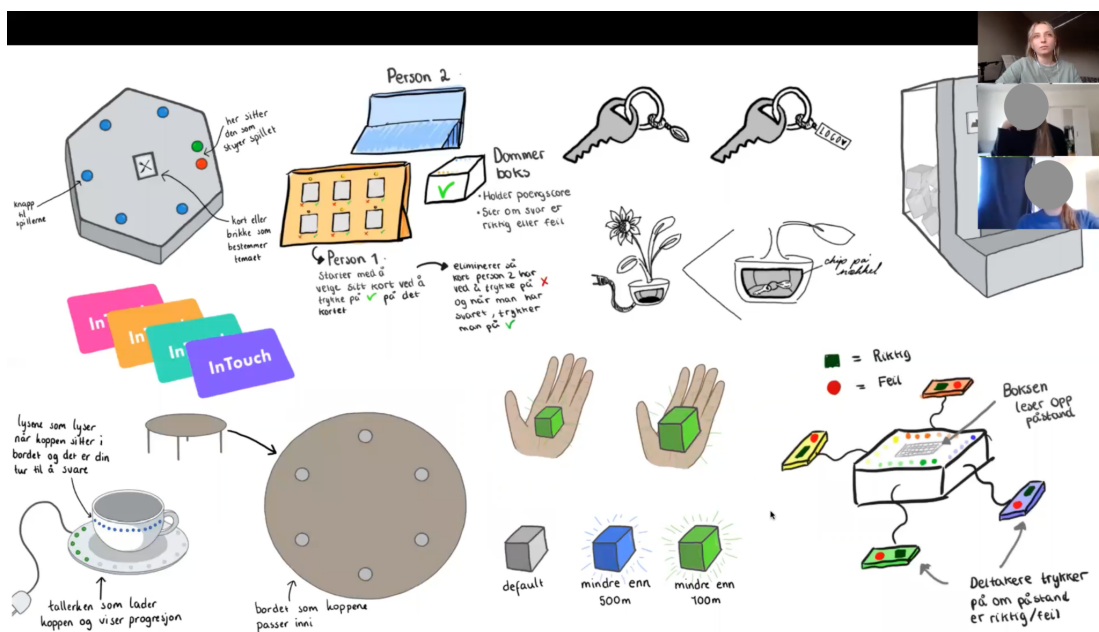 her sitter
den som
styrer spillet
knapp
til
spillerne
kort eller
brikke som
bestemmer
temaet
Person 2
Dommer
boks
• Holder poengscore
• Sier om svar er
riktig eller feil
Person 1
Starter med å
velge sitt kort ved å
trykke på ✓ på det
kortet
eliminerer så
kort person 2 har
ved å trykke på ✗
og når man har
svaret, trykker
man på ✓
LOGO♥
chip på
nøkkel
InTouch
lysene som lyser
når koppen sitter i
bordet og det er din
tur til å svare
tallerken som lader
koppen og viser progresjon
bordet som koppene
passer inni
default
mindre enn
500m
mindre enn
100m
= Riktig
= Feil
Boksen
leser opp
påstand
Deltakere trykker
på om påstand
er riktig/feil